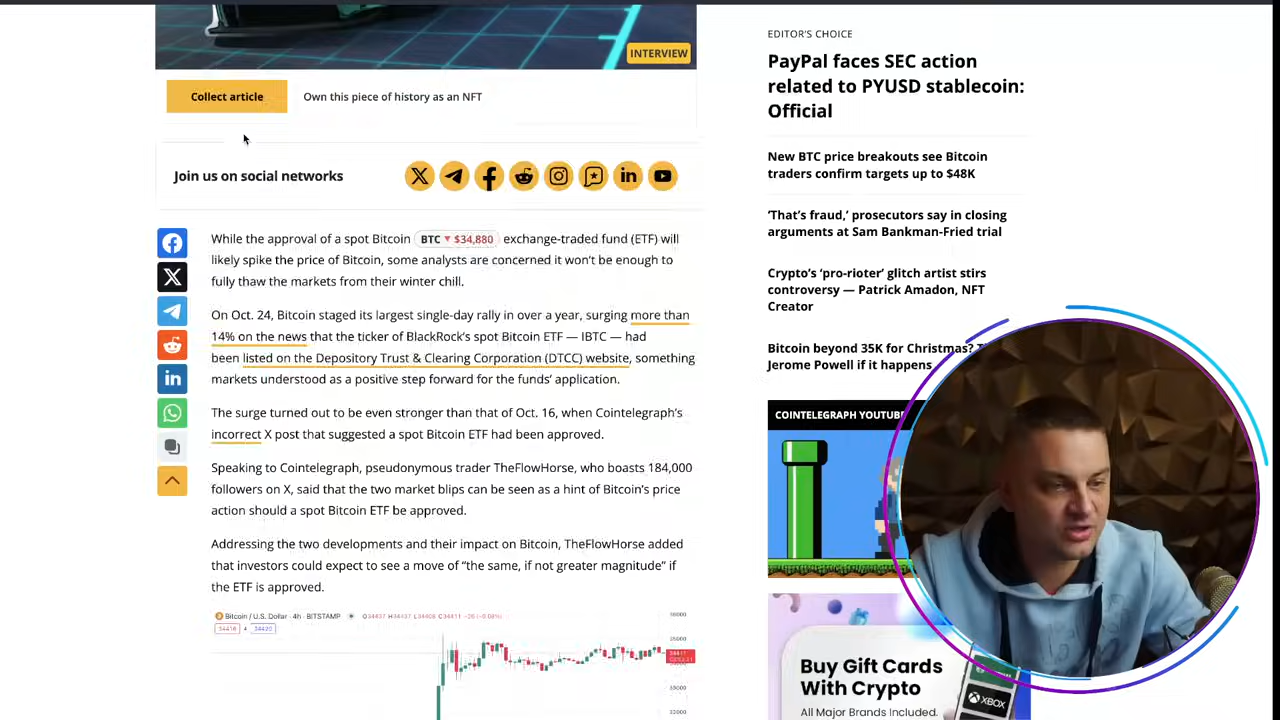 INTERVIEW
Collect article
Own this piece of history as an NFT
Join us on social networks
While the approval of a spot Bitcoin BTC ▼ $34,880 exchange-traded fund (ETF) will
likely spike the price of Bitcoin, some analysts are concerned it won't be enough to
fully thaw the markets from their winter chill.
On Oct. 24, Bitcoin staged its largest single-day rally in over a year, surging more than
14% on the news that the ticker of BlackRock's spot Bitcoin ETF — IBTC — had
been listed on the Depository Trust & Clearing Corporation (DTCC) website, something
markets understood as a positive step forward for the funds' application.
The surge turned out to be even stronger than that of Oct. 16, when Cointelegraph's
incorrect X post that suggested a spot Bitcoin ETF had been approved.
Speaking to Cointelegraph, pseudonymous trader TheFlowHorse, who boasts 184,000
followers on X, said that the two market blips can be seen as a hint of Bitcoin's price
action should a spot Bitcoin ETF be approved.
Addressing the two developments and their impact on Bitcoin, TheFlowHorse added
that investors could expect to see a move of "the same, if not greater magnitude" if
the ETF is approved.
Bitcoin / U.S. Dollar · 4h · BITSTAMP
EDITOR'S CHOICE
PayPal faces SEC action
related to PYUSD stablecoin:
Official
New BTC price breakouts see Bitcoin
traders confirm targets up to $48K
'That's fraud,' prosecutors say in closing
arguments at Sam Bankman-Fried trial
Crypto's 'pro-rioter' glitch artist stirs
controversy — Patrick Amadon, NFT
Creator
Bitcoin beyond 35K for Christmas?
Jerome Powell if it happens
COINTELEGRAPH YOUTUBE
Buy Gift Cards
With Crypto
All Major Brands Included.
XBOX